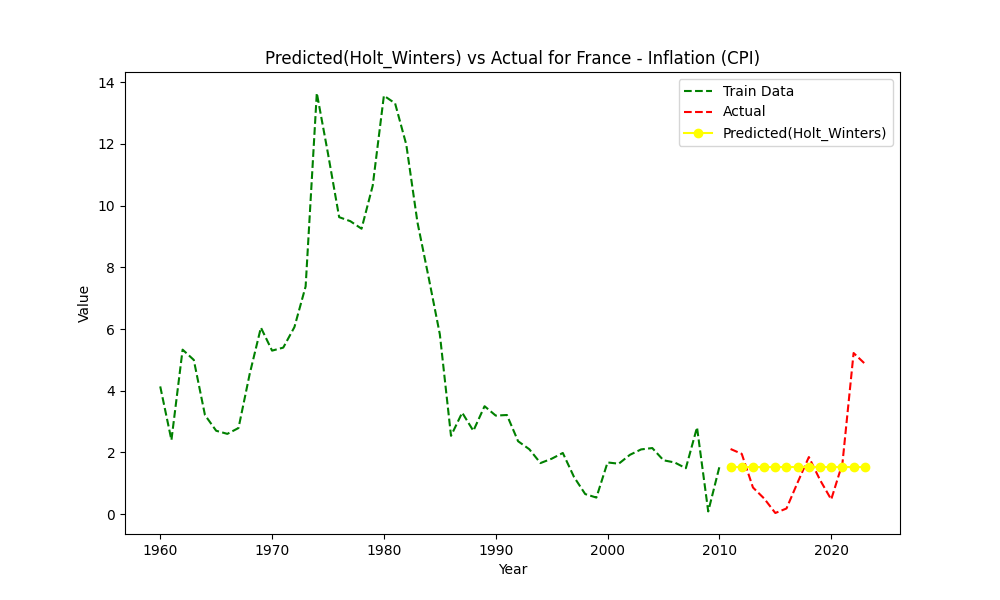 Predicted(Holt_Winters) vs Actual for France - Inflation (CPI)
Train Data
Actual
Predicted(Holt_Winters)
Value
14
12
10
8
6
4
2
0
1960 1970 1980 1990 2000 2010 2020
Year